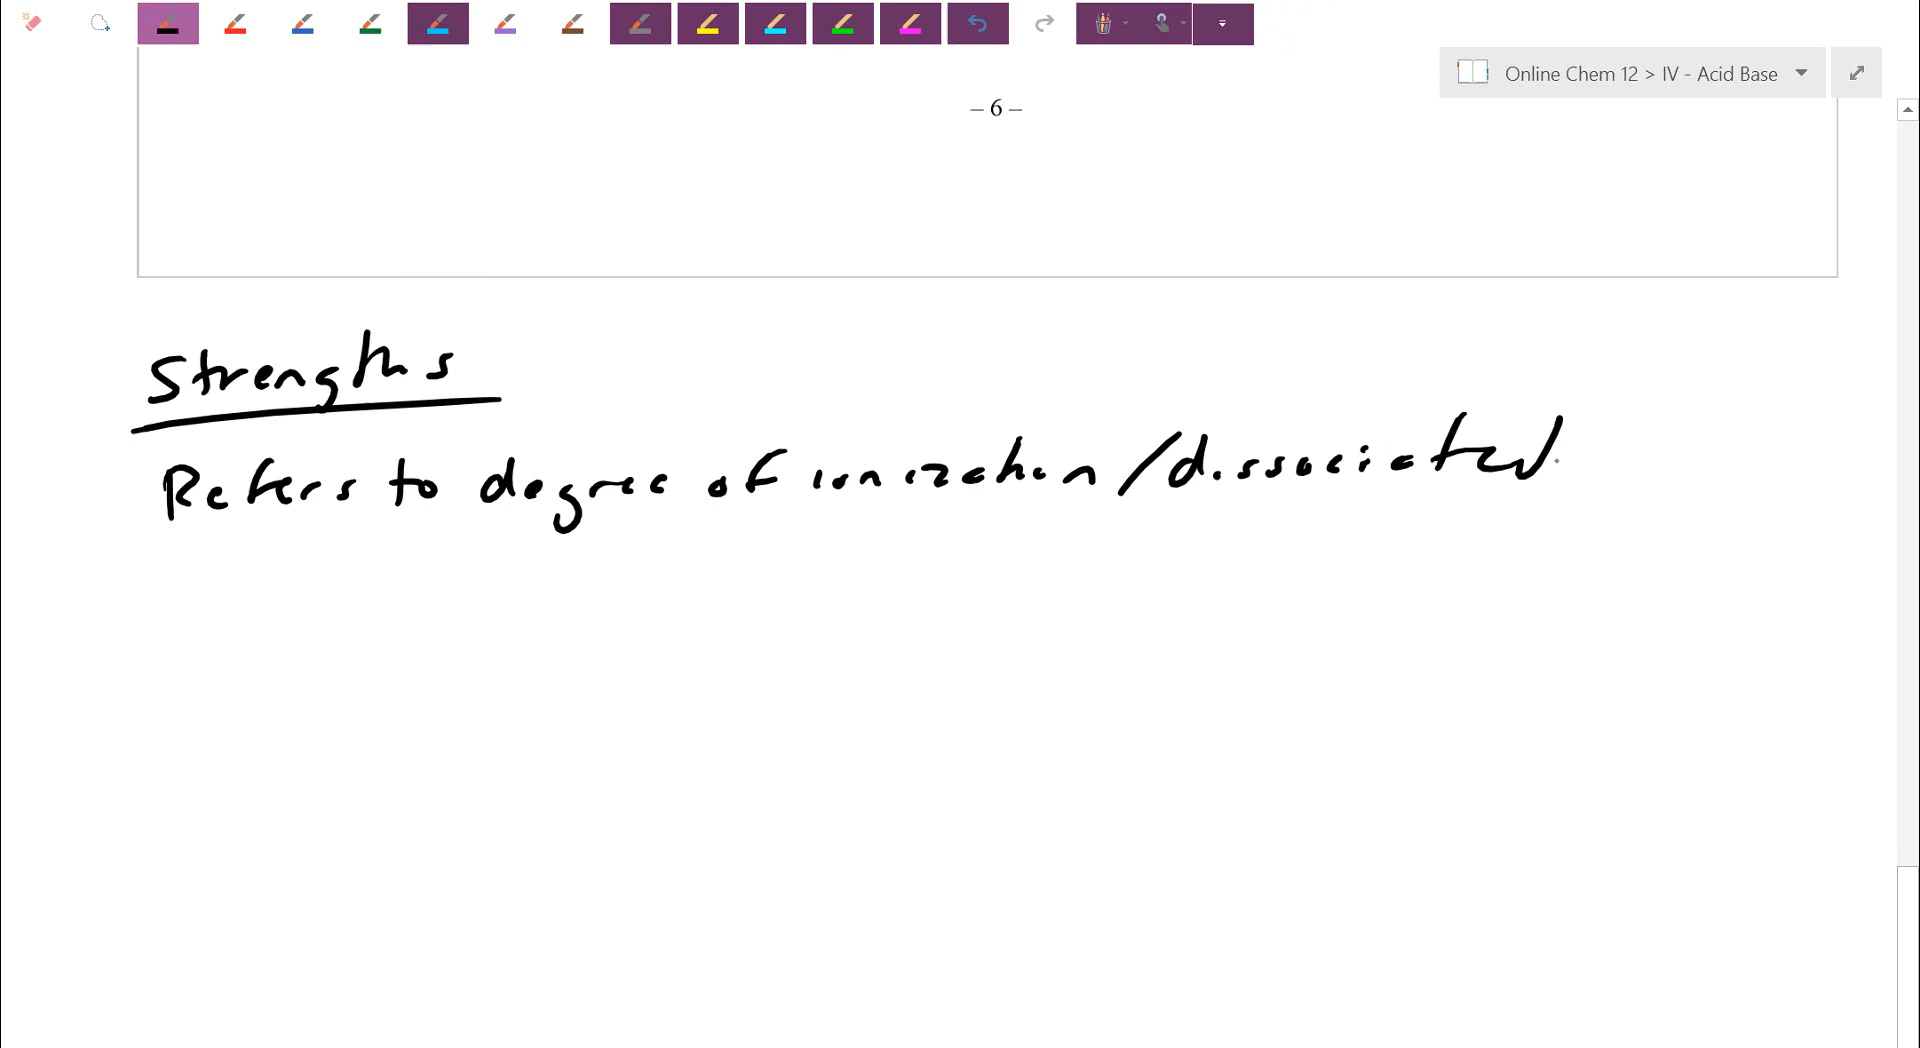 Online Chem 12 > IV - Acid Base
– 6 –
Strengths
Refers to degree of ionization/dissociated